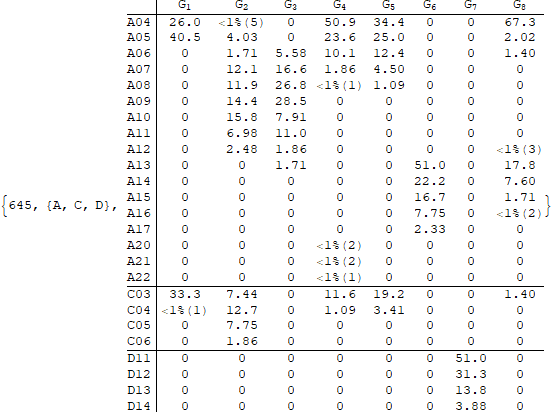 G1 G2 G3 G4 G5 G6 G7 G8
A04 26.0 <1%(5) 0 50.9 34.4 0 0 67.3
A05 40.5 4.03 0 23.6 25.0 0 0 2.02
A06 0 1.71 5.58 10.1 12.4 0 0 1.40
A07 0 12.1 16.6 1.86 4.50 0 0 0
A08 0 11.9 26.8 <1%(1) 1.09 0 0 0
A09 0 14.4 28.5 0 0 0 0 0
A10 0 15.8 7.91 0 0 0 0 0
A11 0 6.98 11.0 0 0 0 0 0
A12 0 2.48 1.86 0 0 0 0 <1%(3)
A13 0 0 1.71 0 0 51.0 0 17.8
A14 0 0 0 0 0 22.2 0 7.60
{645, {A, C, D}, A15 0 0 0 0 0 16.7 0 1.71 }
A16 0 0 0 0 0 7.75 0 <1%(2)
A17 0 0 0 0 0 2.33 0 0
A20 0 0 0 <1%(2) 0 0 0 0
A21 0 0 0 <1%(2) 0 0 0 0
A22 0 0 0 <1%(1) 0 0 0 0
C03 33.3 7.44 0 11.6 19.2 0 0 1.40
C04 <1%(1) 12.7 0 1.09 3.41 0 0 0
C05 0 7.75 0 0 0 0 0 0
C06 0 1.86 0 0 0 0 0 0
D11 0 0 0 0 0 0 51.0 0
D12 0 0 0 0 0 0 31.3 0
D13 0 0 0 0 0 0 13.8 0
D14 0 0 0 0 0 0 3.88 0